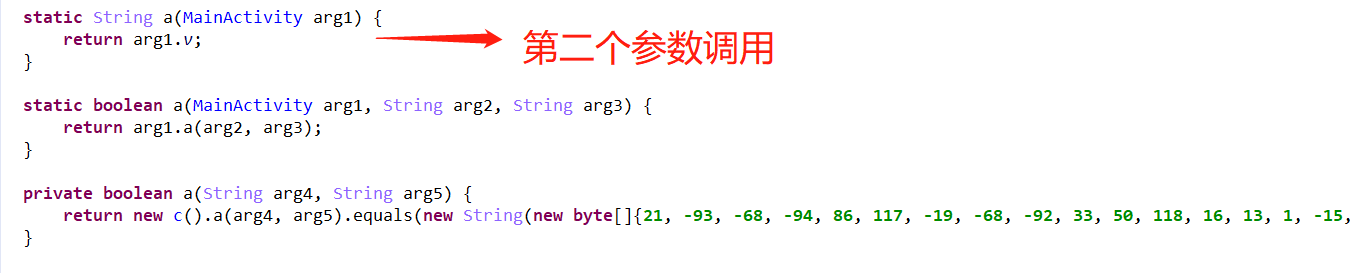 static String a(MainActivity arg1) {
return arg1.v;
}
第二个参数调用
static boolean a(MainActivity arg1, String arg2, String arg3) {
return arg1.a(arg2, arg3);
}
private boolean a(String arg4, String arg5) {
return new c().a(arg4, arg5).equals(new String(new byte[]{21, -93, -68, -94, 86, 117, -19, -68, -92, 33, 50, 118, 16, 13, 1, -15,
}